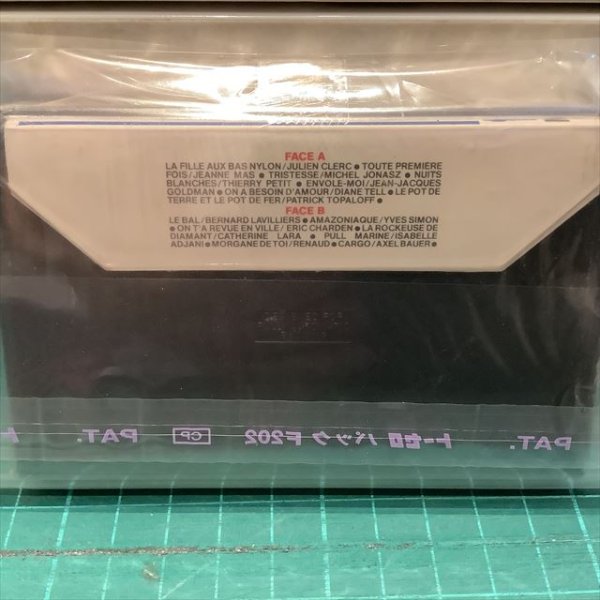 FACE A
LA FILLE AUX BAS NYLON/JULIEN CLERC ● TOUTE PREMIERE
FOIS/JEANNE MAS ● TRISTESSE/MICHEL JONASZ ● NUITS
BLANCHES/THIERRY PETIT ● ENVOLE-MOI/JEAN-JACQUES
GOLDMAN ● ON A BESOIN D'AMOUR/DIANE TELL ● LE POT DE
TERRE ET LE POT DE FER/PATRICK TOPALOFF ●
FACE B
LE BAL/BERNARD LAVILLIERS ● AMAZONIAQUE/YVES SIMON
● ON T'A REVUE EN VILLE/ ERIC CHARDEN ● LA ROCKEUSE DE
DIAMANT/CATHERINE LARA ● PULL MARINE/ISABELLE
ADJANI ● MORGANE DE TOI/RENAUD ● CARGO/AXEL BAUER ●
PAT. トーセロ パック F202 CP PAT.